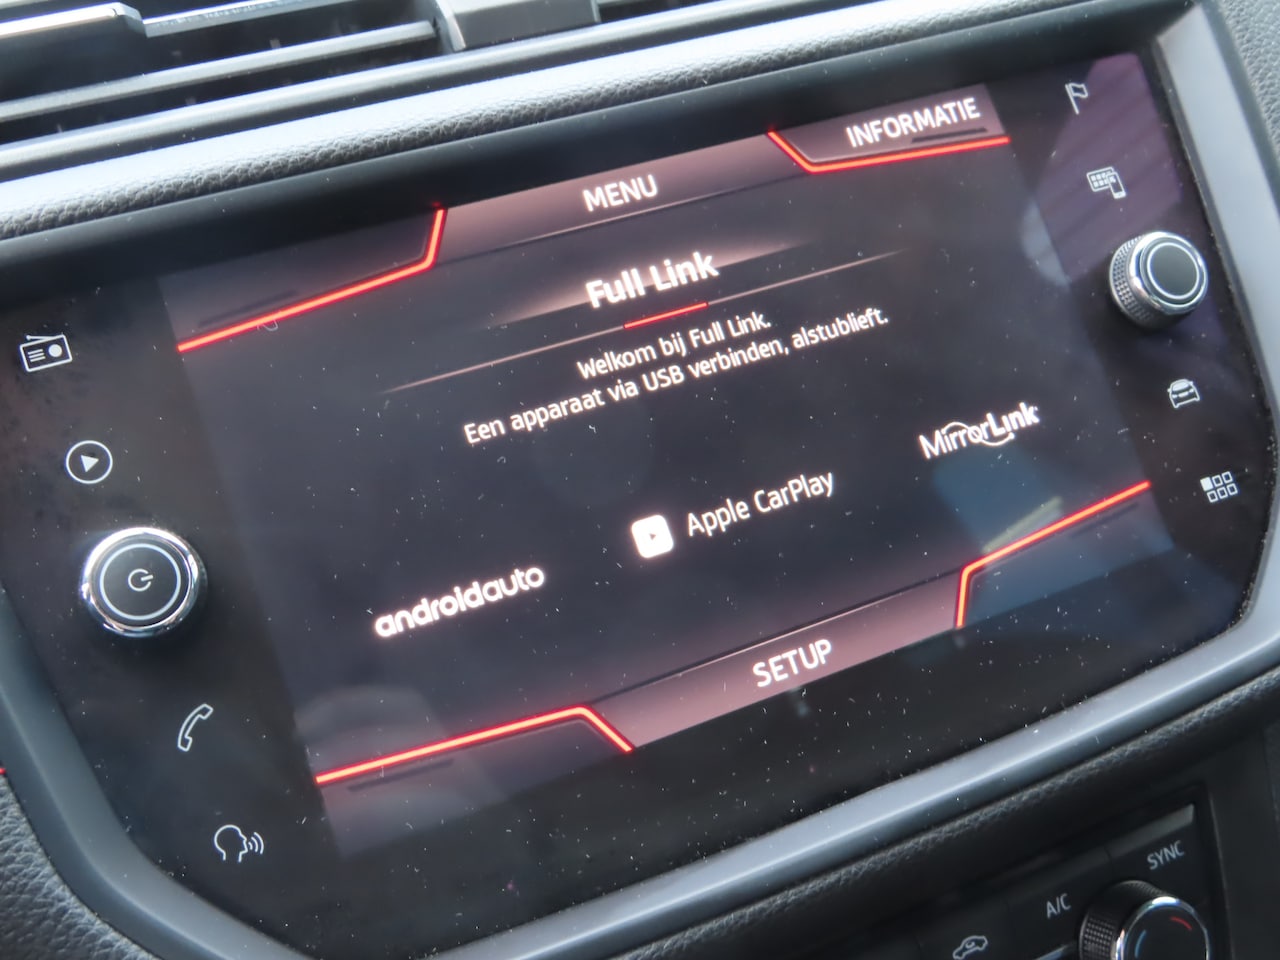 INFORMATIE
MENU
Full Link
Welkom bij Full Link.
Een apparaat via USB verbinden, alstublieft.
MirrorLink
Apple CarPlay
androidauto
SETUP
SYNC
A/C